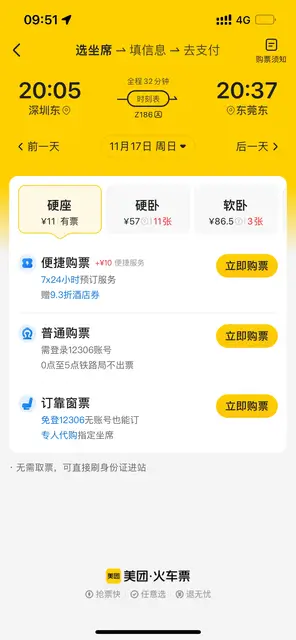 09:51
4G
选坐席 → 填信息 → 去支付
购票须知
全程32分钟
20:05
时刻表
20:37
深圳东
Z186
东莞东
前一天
11月17日 周日
后一天
硬座
¥11 有票
硬卧
¥57 11张
软卧
¥86.5 3张
便捷购票 +¥10 便捷服务
7x24小时预订服务
赠9.3折酒店券
立即购票
普通购票
需登录12306账号
0点至5点铁路局不出票
立即购票
订靠窗票
免登12306无账号也能订
专人代购指定坐席
立即购票
· 无需取票，可直接刷身份证进站
美团 美团·火车票
抢票快 · 任意选 · 退无忧